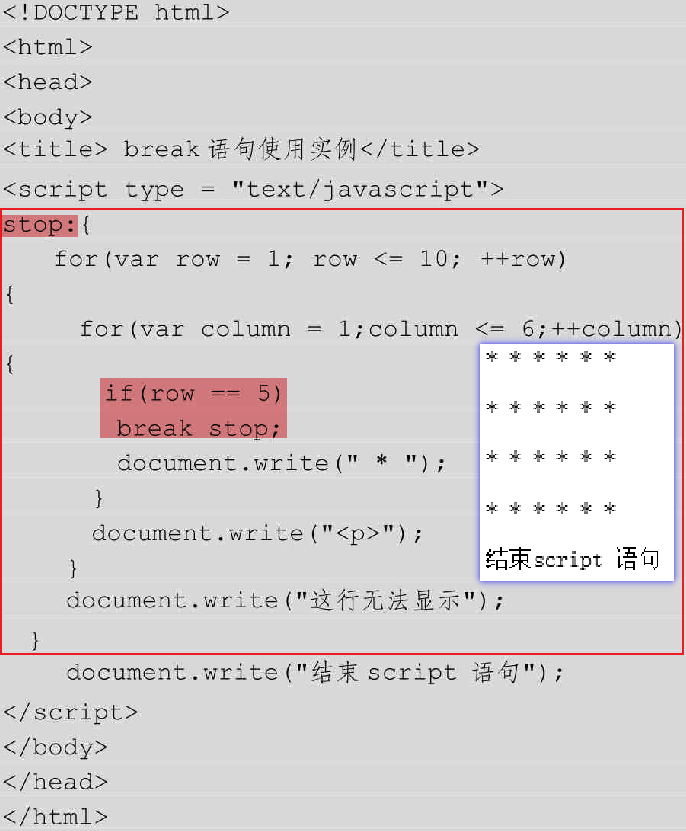 <!DOCTYPE html>
<html>
<head>
<body>
<title> break 语句使用实例</title>
<script type = "text/javascript">
stop:{
for(var row = 1; row <= 10; ++row)
{
for(var column = 1;column <= 6;++column)
{
if(row == 5)
break stop;
document.write(" * ");
}
document.write("<p>");
}
document.write("这行无法显示");
}
document.write("结束 script 语句");
</script>
</body>
</head>
</html>
* * * * * *
* * * * * *
* * * * * *
* * * * * *
结束script 语句